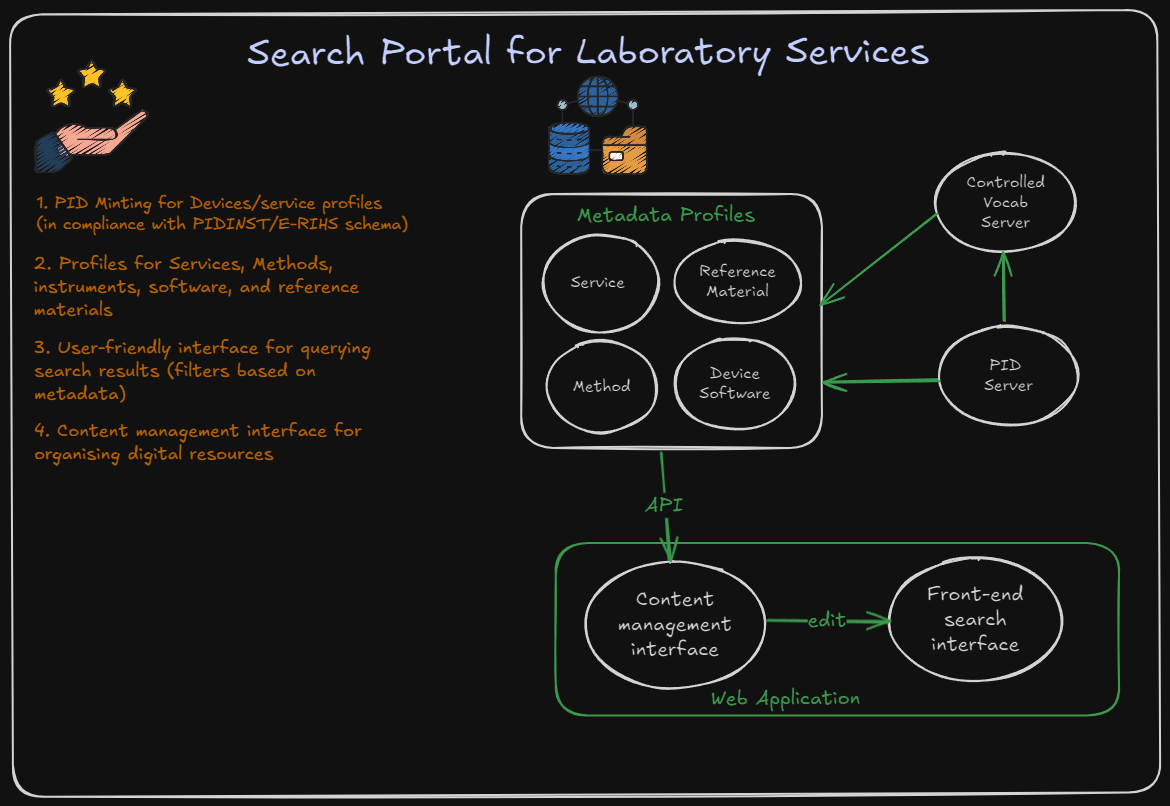 Search Portal for Laboratory Services
1. PID Minting for Devices/service profiles
(in compliance with PIDINST/E-RIHS schema)
2. Profiles for Services, Methods,
instruments, software, and reference
materials
3. User-friendly interface for querying
search results (filters based on
metadata)
4. Content management interface for
organising digital resources
Metadata Profiles
Service
Reference
Material
Method
Device
Software
Controlled
Vocab
Server
PID
Server
API
Content
management
interface
edit
Front-end
search
interface
Web Application